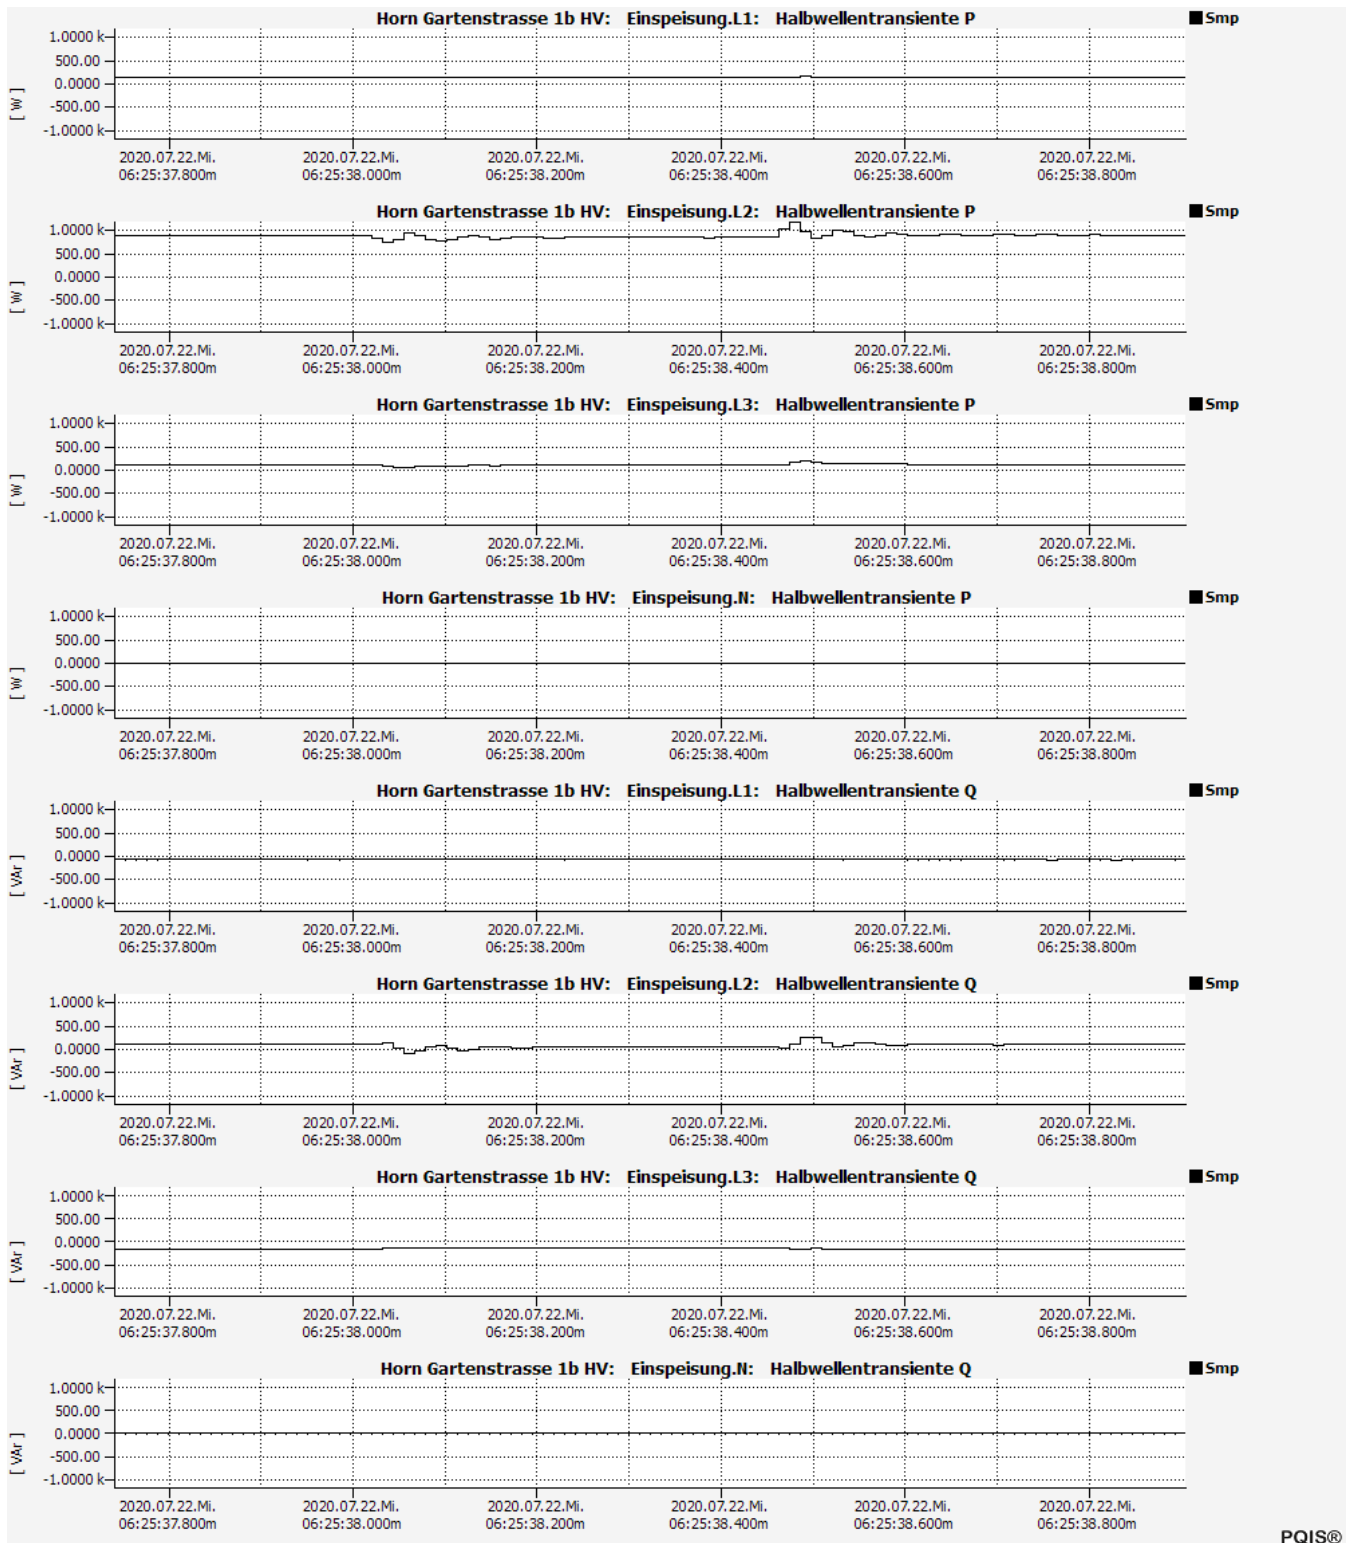 Horn Gartenstrasse 1b HV: Einspeisung.L1: Halbwellentransiente P
Smp
1.0000 k
500.00
0.0000
-500.00
-1.0000 k
[ W ]
2020.07.22.Mi. 2020.07.22.Mi. 2020.07.22.Mi. 2020.07.22.Mi. 2020.07.22.Mi. 2020.07.22.Mi.
06:25:37.800m 06:25:38.000m 06:25:38.200m 06:25:38.400m 06:25:38.600m 06:25:38.800m
Horn Gartenstrasse 1b HV: Einspeisung.L2: Halbwellentransiente P
Smp
1.0000 k
500.00
0.0000
-500.00
-1.0000 k
[ W ]
2020.07.22.Mi. 2020.07.22.Mi. 2020.07.22.Mi. 2020.07.22.Mi. 2020.07.22.Mi. 2020.07.22.Mi.
06:25:37.800m 06:25:38.000m 06:25:38.200m 06:25:38.400m 06:25:38.600m 06:25:38.800m
Horn Gartenstrasse 1b HV: Einspeisung.L3: Halbwellentransiente P
Smp
1.0000 k
500.00
0.0000
-500.00
-1.0000 k
[ W ]
2020.07.22.Mi. 2020.07.22.Mi. 2020.07.22.Mi. 2020.07.22.Mi. 2020.07.22.Mi. 2020.07.22.Mi.
06:25:37.800m 06:25:38.000m 06:25:38.200m 06:25:38.400m 06:25:38.600m 06:25:38.800m
Horn Gartenstrasse 1b HV: Einspeisung.N: Halbwellentransiente P
Smp
1.0000 k
500.00
0.0000
-500.00
-1.0000 k
[ W ]
2020.07.22.Mi. 2020.07.22.Mi. 2020.07.22.Mi. 2020.07.22.Mi. 2020.07.22.Mi. 2020.07.22.Mi.
06:25:37.800m 06:25:38.000m 06:25:38.200m 06:25:38.400m 06:25:38.600m 06:25:38.800m
Horn Gartenstrasse 1b HV: Einspeisung.L1: Halbwellentransiente Q
Smp
1.0000 k
500.00
0.0000
-500.00
-1.0000 k
[ VAr ]
2020.07.22.Mi. 2020.07.22.Mi. 2020.07.22.Mi. 2020.07.22.Mi. 2020.07.22.Mi. 2020.07.22.Mi.
06:25:37.800m 06:25:38.000m 06:25:38.200m 06:25:38.400m 06:25:38.600m 06:25:38.800m
Horn Gartenstrasse 1b HV: Einspeisung.L2: Halbwellentransiente Q
Smp
1.0000 k
500.00
0.0000
-500.00
-1.0000 k
[ VAr ]
2020.07.22.Mi. 2020.07.22.Mi. 2020.07.22.Mi. 2020.07.22.Mi. 2020.07.22.Mi. 2020.07.22.Mi.
06:25:37.800m 06:25:38.000m 06:25:38.200m 06:25:38.400m 06:25:38.600m 06:25:38.800m
Horn Gartenstrasse 1b HV: Einspeisung.L3: Halbwellentransiente Q
Smp
1.0000 k
500.00
0.0000
-500.00
-1.0000 k
[ VAr ]
2020.07.22.Mi. 2020.07.22.Mi. 2020.07.22.Mi. 2020.07.22.Mi. 2020.07.22.Mi. 2020.07.22.Mi.
06:25:37.800m 06:25:38.000m 06:25:38.200m 06:25:38.400m 06:25:38.600m 06:25:38.800m
Horn Gartenstrasse 1b HV: Einspeisung.N: Halbwellentransiente Q
Smp
1.0000 k
500.00
0.0000
-500.00
-1.0000 k
[ VAr ]
2020.07.22.Mi. 2020.07.22.Mi. 2020.07.22.Mi. 2020.07.22.Mi. 2020.07.22.Mi. 2020.07.22.Mi.
06:25:37.800m 06:25:38.000m 06:25:38.200m 06:25:38.400m 06:25:38.600m 06:25:38.800m
PQIS®